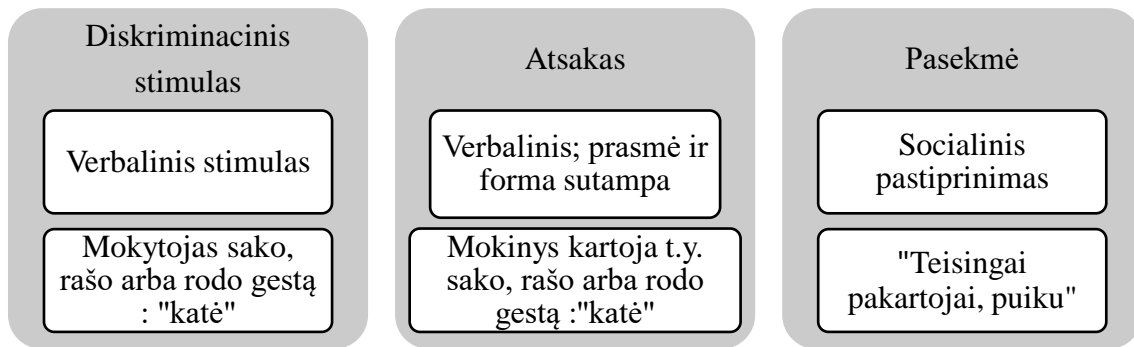 Diskriminacinis
stimulas
Verbalinis stimulas
Mokytojas sako,
rašo arba rodo gestą
: "katė"
Atsakas
Verbalinis; prasmė ir
forma sutampa
Mokinys kartoja t.y.
sako, rašo arba rodo
gestą :"katė"
Pasekmė
Socialinis
pastiprinimas
"Teisingai
pakartojai, puiku"